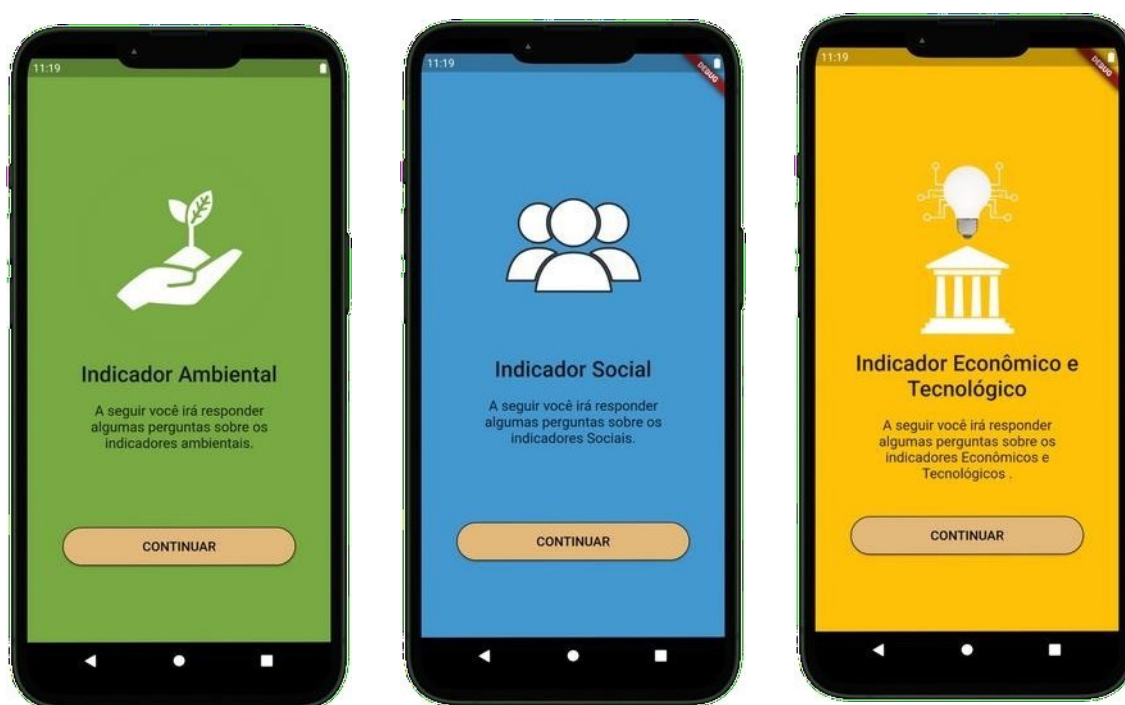 11:19
Indicador Ambiental
A seguir você irá responder
algumas perguntas sobre os
indicadores ambientais.
CONTINUAR
11:19
DEBUG
Indicador Social
A seguir você irá responder
algumas perguntas sobre os
indicadores Sociais.
CONTINUAR
11:19
DEBUG
Indicador Econômico e
Tecnológico
A seguir você irá responder
algumas perguntas sobre os
indicadores Econômicos e
Tecnológicos .
CONTINUAR